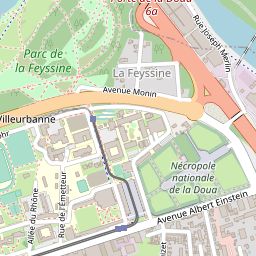 Porte de la Doua
6a
Rue Joseph Merlin
Parc de
la Feyssine
La Feyssine
Avenue Monin
Villeurbanne
Nécropole
nationale
de la Doua
Avenue Albert Einstein
Allée du Rhône
Rue de l'Émetteur